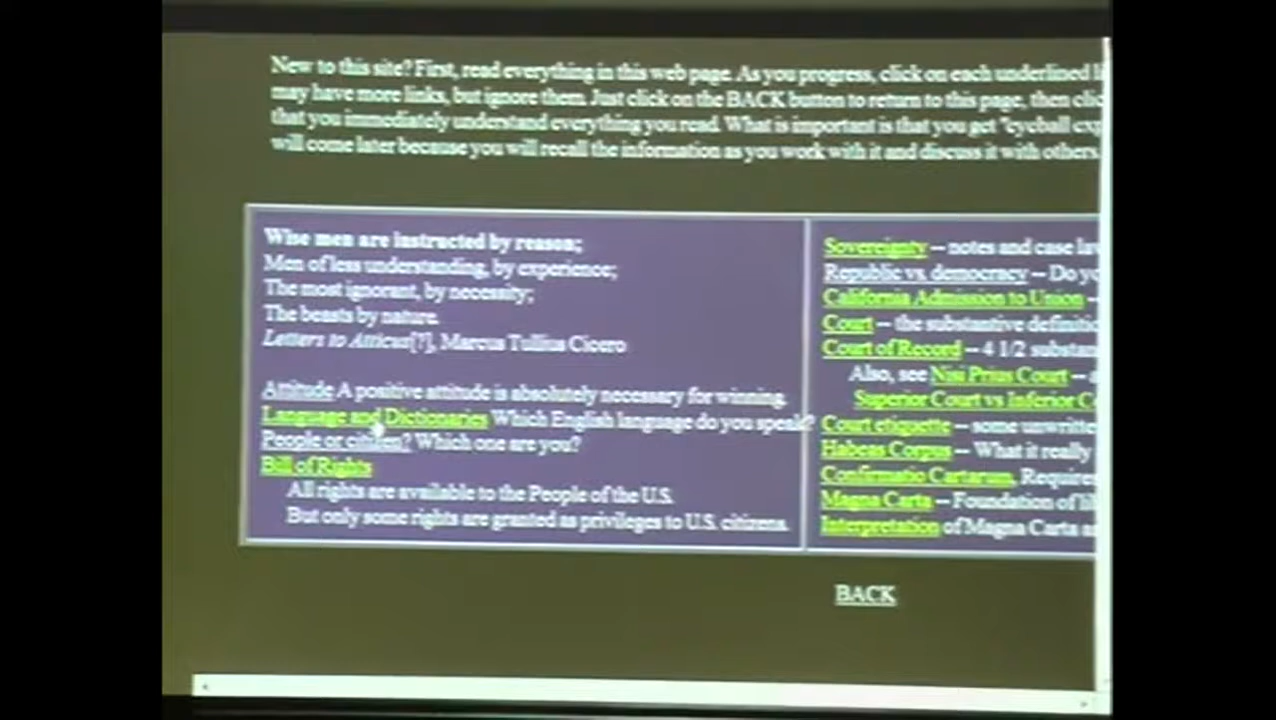 New to this site? First, read everything in this web page. As you progress, click on each underlined
may have more links, but ignore them. Just click on the BACK button to return to this page, then
that you immediately understand everything you read. What is important is that you get "eyeball
will come later because you will recall the information as you work with it and discuss it with others.
Wise men are instructed by reason;
Men of less understanding, by experience;
The most ignorant, by necessity;
The beasts by nature.
Letters to Atticus[?], Marcus Tullius Cicero
Attitude A positive attitude is absolutely necessary for winning.
Language and Dictionaries Which English language do you speak?
People or citizen? Which one are you?
Bill of Rights
All rights are available to the People of the U.S.
But only some rights are granted as privileges to U.S. citizens.
Sovereignty – notes and case
Republic vs. democracy – Do
California Admission to Union –
Court – the substantive
Court of Record – 4 1/2
Also, see Nisi Prius Court –
Superior Court vs Inferior
Court etiquette – some
Habeas Corpus – What it really
Confirmatio Cartarum,
Magna Carta – Foundation of
Interpretation of Magna Carta
BACK